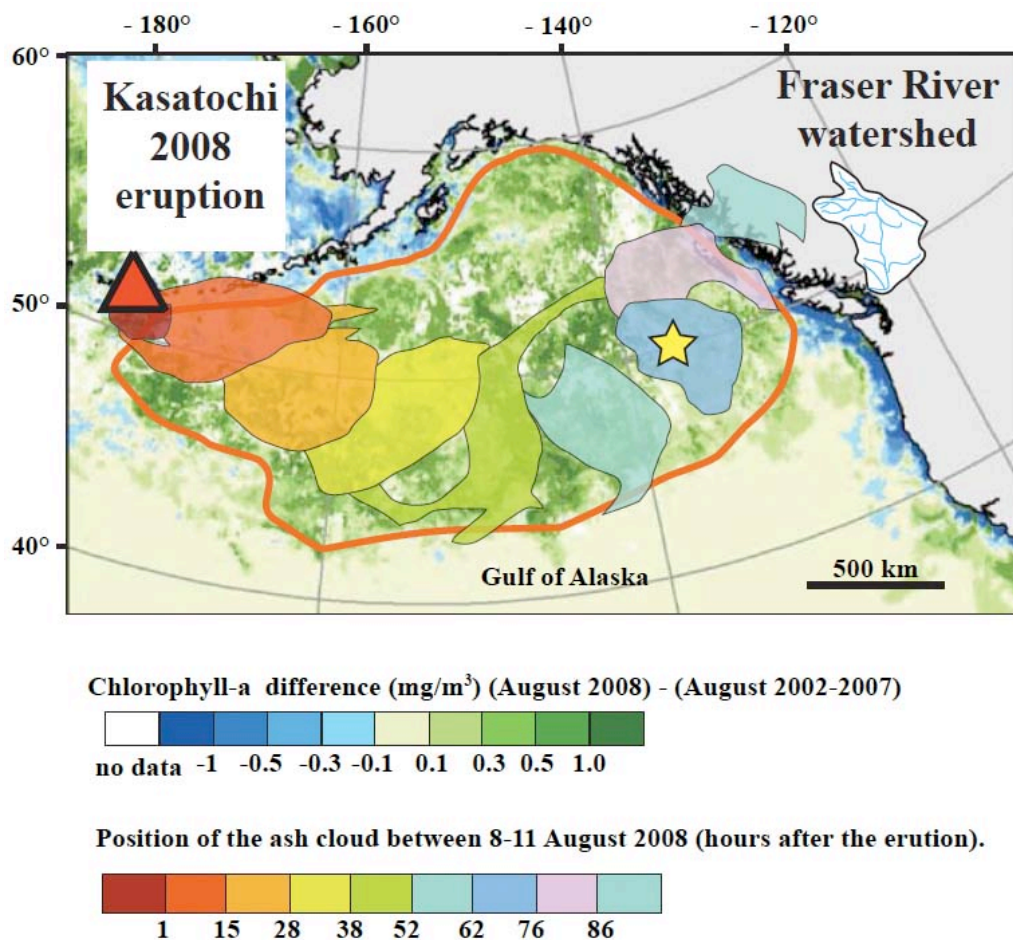 - 180° - 160° - 140° - 120°
60°
Kasatochi
2008
eruption
Fraser River
watershed
50°
40°
Gulf of Alaska
500 km
Chlorophyll-a difference (mg/m³) (August 2008) - (August 2002-2007)
no data -1 -0.5 -0.3 -0.1 0.1 0.3 0.5 1.0
Position of the ash cloud between 8-11 August 2008 (hours after the erution).
1 15 28 38 52 62 76 86